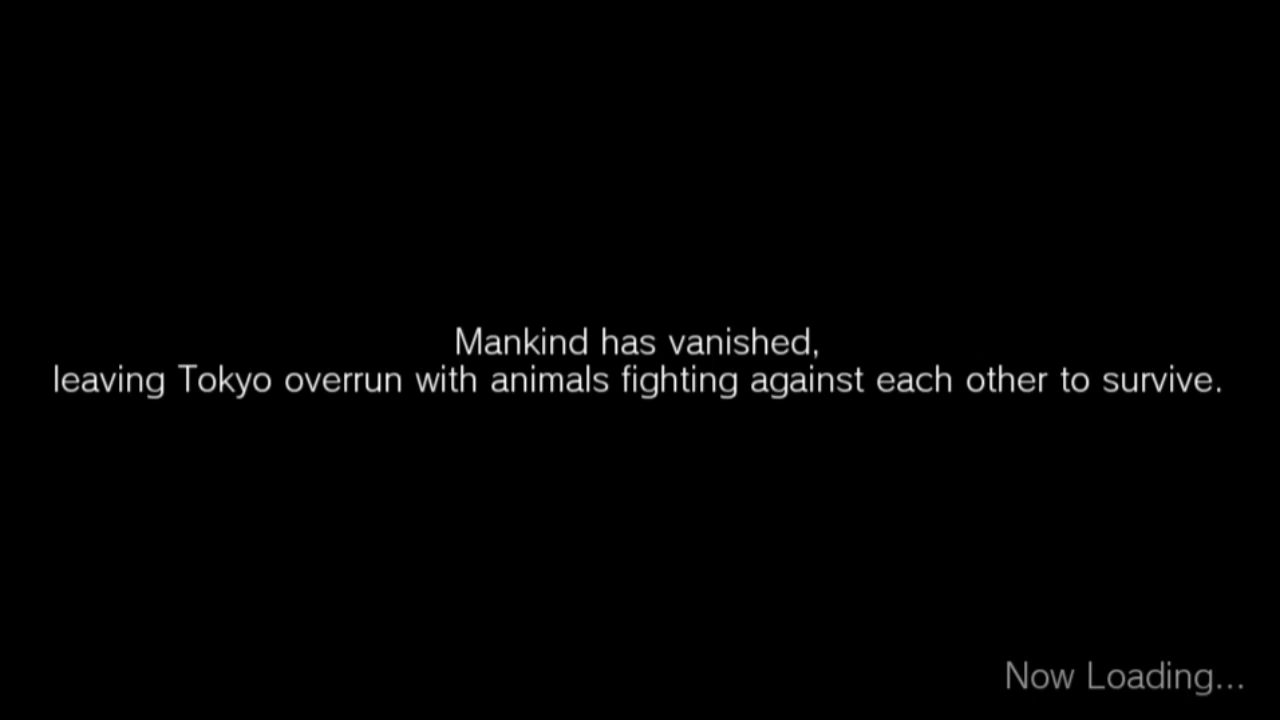 Mankind has vanished,
leaving Tokyo overrun with animals fighting against each other to survive.
Now Loading...